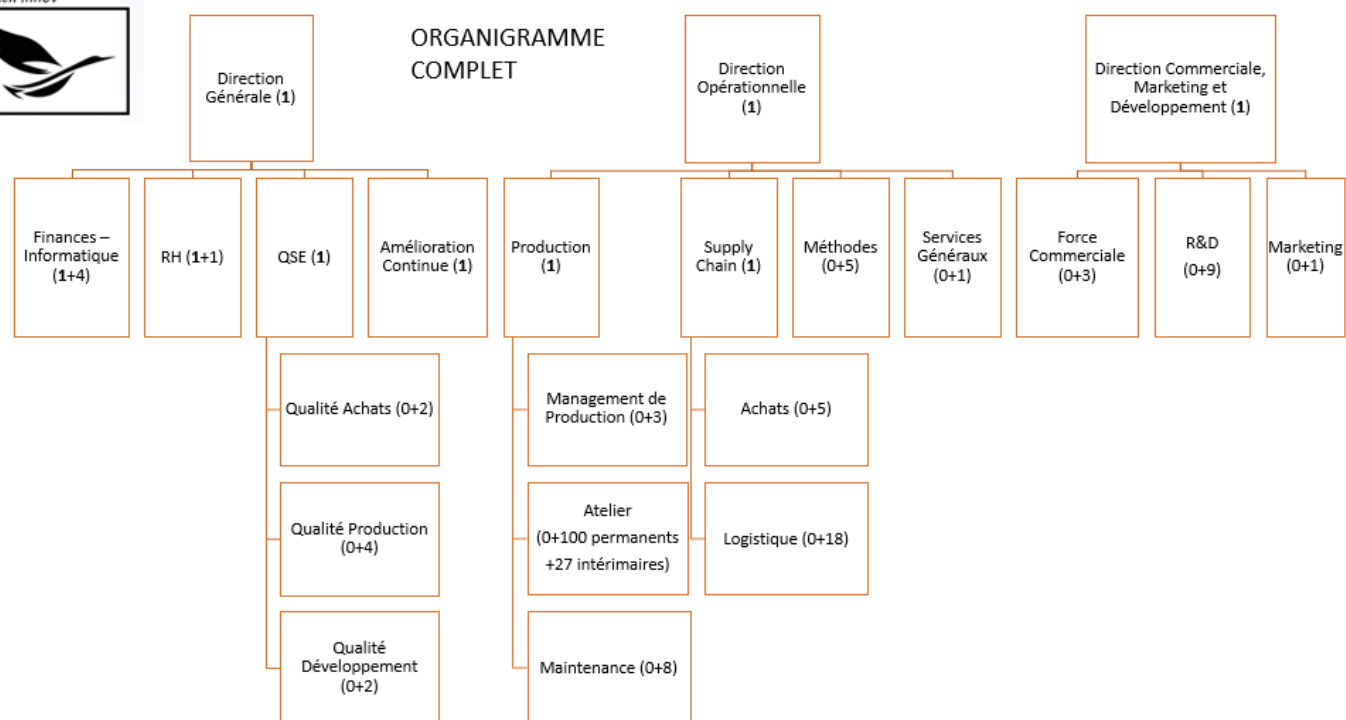 ORGANIGRAMME
COMPLET
Direction
Générale (1)
Direction
Opérationnelle
(1)
Direction Commerciale,
Marketing et
Développement (1)
Finances –
Informatique
(1+4)
RH (1+1)
QSE (1)
Amélioration
Continue (1)
Production
(1)
Supply
Chain (1)
Méthodes
(0+5)
Services
Généraux
(0+1)
Force
Commerciale
(0+3)
R&D
(0+9)
Marketing
(0+1)
Qualité Achats (0+2)
Management de
Production (0+3)
Achats (0+5)
Qualité Production
(0+4)
Atelier
(0+100 permanents
+27 intérimaires)
Logistique (0+18)
Qualité
Développement
(0+2)
Maintenance (0+8)